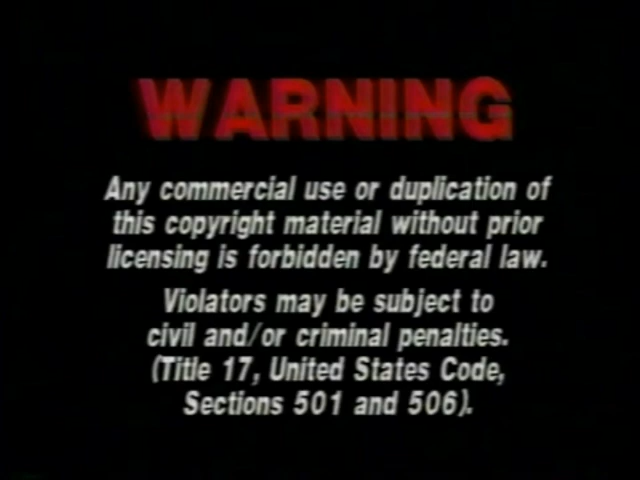 WARNING
Any commercial use or duplication of
this copyright material without prior
licensing is forbidden by federal law.
Violators may be subject to
civil and/or criminal penalties.
(Title 17, United States Code,
Sections 501 and 506).